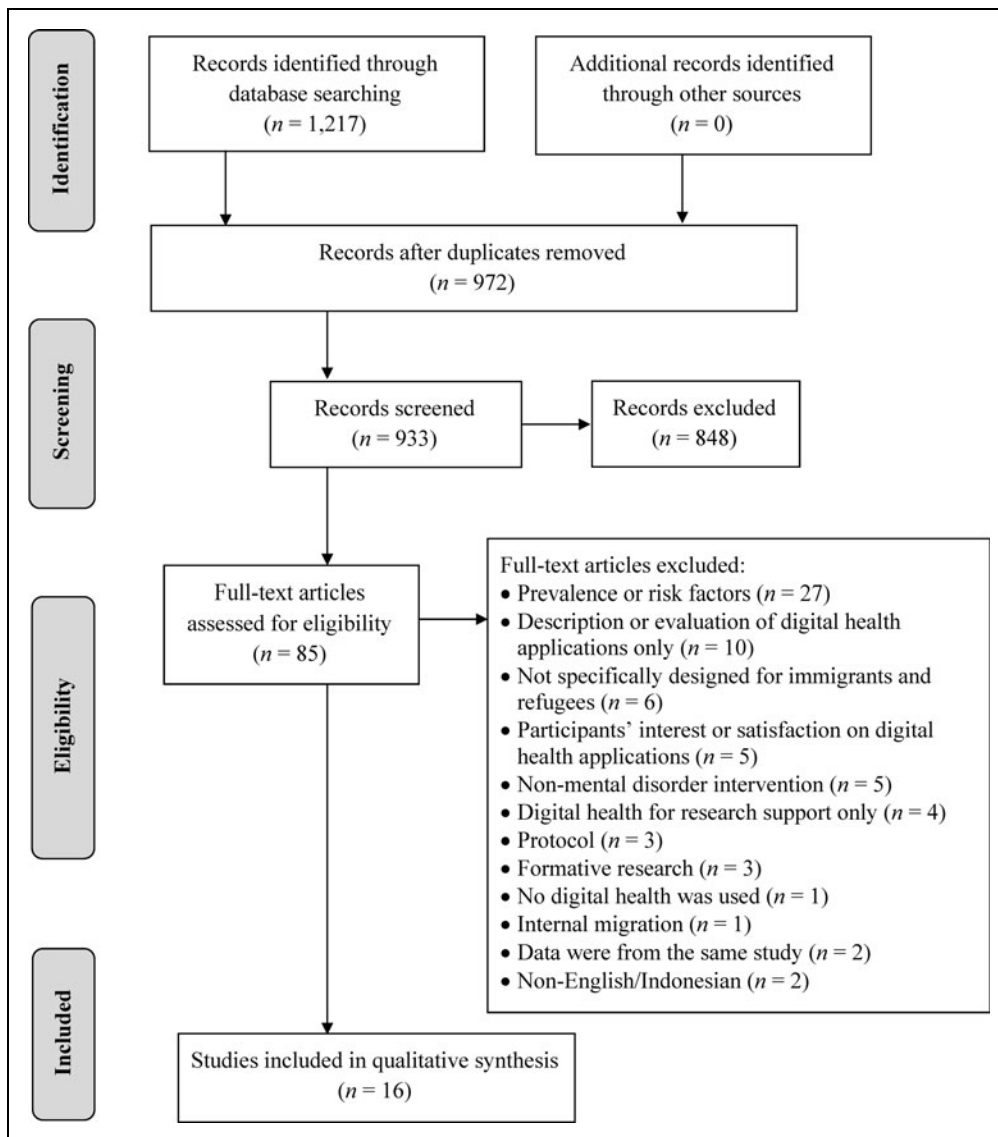 Identification
Records identified through
database searching
(n = 1,217)
Additional records identified
through other sources
(n = 0)
Records after duplicates removed
(n = 972)
Screening
Records screened
(n = 933)
Records excluded
(n = 848)
Eligibility
Full-text articles
assessed for eligibility
(n = 85)
Full-text articles excluded:
• Prevalence or risk factors (n = 27)
• Description or evaluation of digital health
applications only (n = 10)
• Not specifically designed for immigrants and
refugees (n = 6)
• Participants’ interest or satisfaction on digital
health applications (n = 5)
• Non-mental disorder intervention (n = 5)
• Digital health for research support only (n = 4)
• Protocol (n = 3)
• Formative research (n = 3)
• No digital health was used (n = 1)
• Internal migration (n = 1)
• Data were from the same study (n = 2)
• Non-English/Indonesian (n = 2)
Included
Studies included in qualitative synthesis
(n = 16)